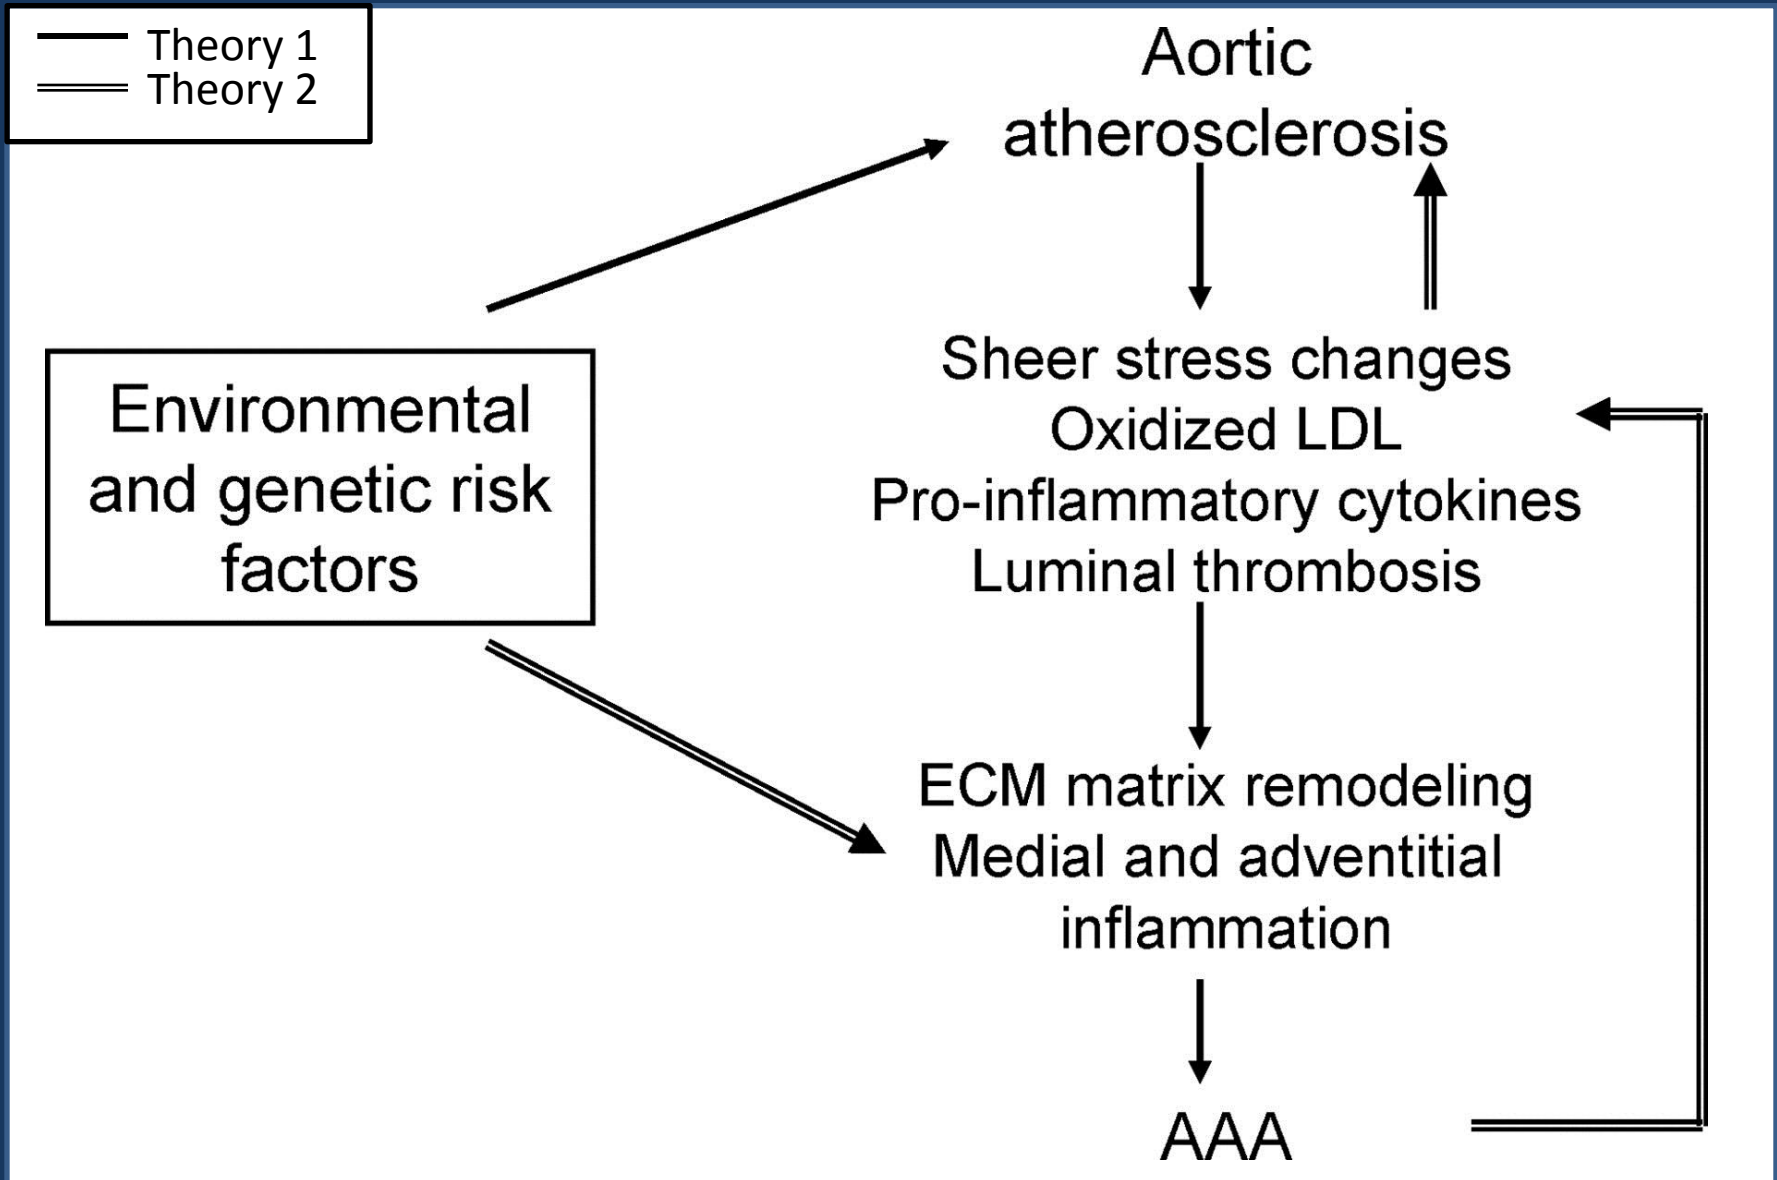 Theory 1
Theory 2
Aortic
atherosclerosis
Environmental
and genetic risk
factors
Sheer stress changes
Oxidized LDL
Pro-inflammatory cytokines
Luminal thrombosis
ECM matrix remodeling
Medial and adventitial
inflammation
AAA